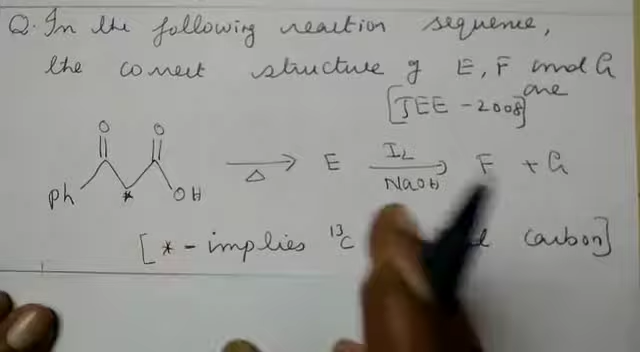 Q. In the following reaction sequence,
the correct structure of E, F and G
are
[JEE - 2008]
O O
Ph * OH Δ E I2 NaOH F + G
[* - implies 13C carbon]